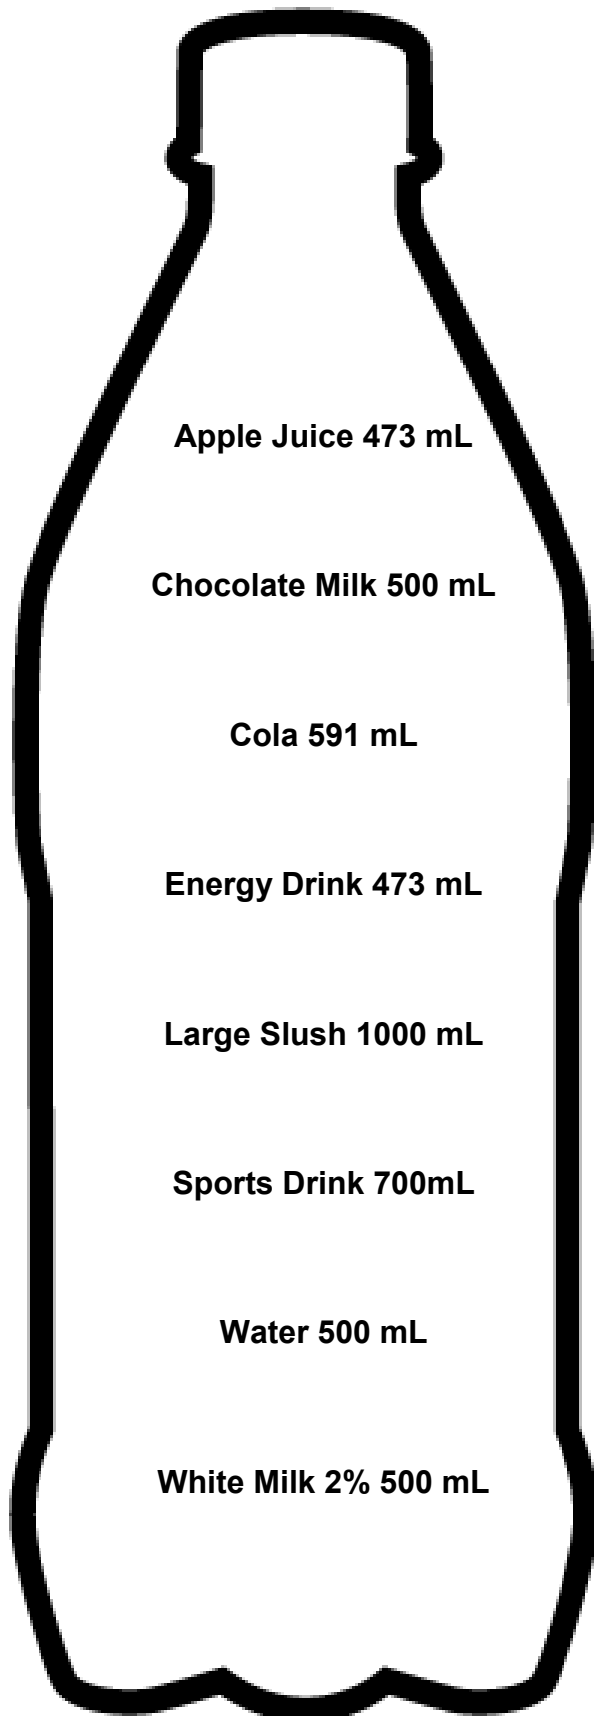 Apple Juice 473 mL
Chocolate Milk 500 mL
Cola 591 mL
Energy Drink 473 mL
Large Slush 1000 mL
Sports Drink 700mL
Water 500 mL
White Milk 2% 500 mL